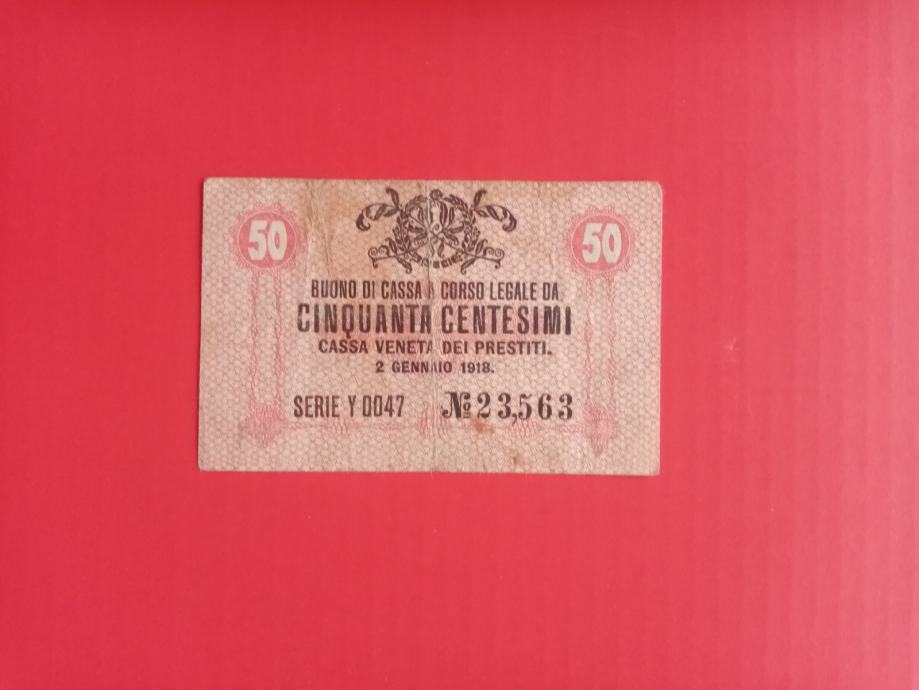 50 50
BUONO DI CASSA A CORSO LEGALE DA
CINQUANTA CENTESIMI
CASSA VENETA DEI PRESTITI.
2 GENNAIO 1918.
SERIE Y 0047 № 23,563